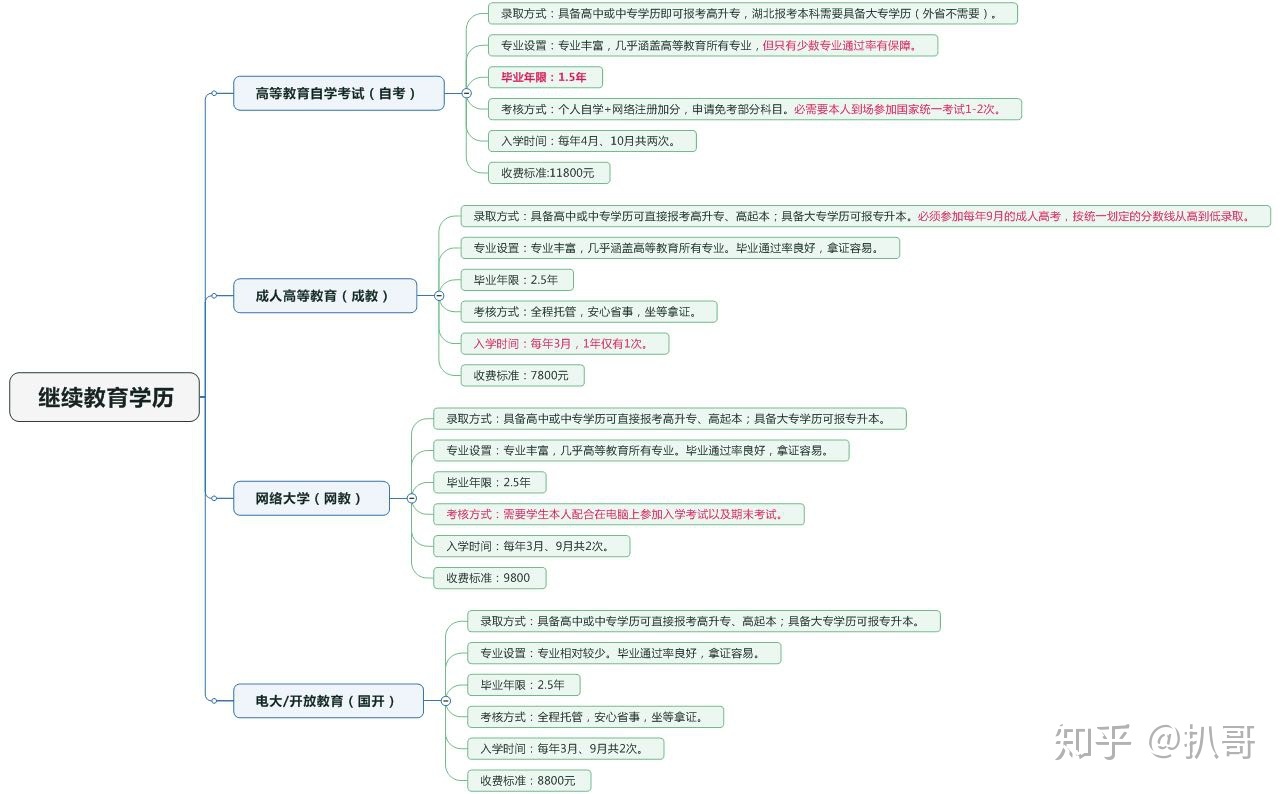 继续教育学历
高等教育自学考试（自考）
录取方式：具备高中或中专学历即可报考高升专，湖北报考本科需要具备大专学历（外省不需要）。
专业设置：专业丰富，几乎涵盖高等教育所有专业，但只有少数专业通过率有保障。
毕业年限：1.5年
考核方式：个人自学+网络注册加分，申请免考部分科目。必需要本人到场参加国家统一考试1-2次。
入学时间：每年4月、10月共两次。
收费标准:11800元
成人高等教育（成教）
录取方式：具备高中或中专学历可直接报考高升专、高起本；具备大专学历可报专升本。必须参加每年9月的成人高考，按统一划定的分数线从高到低录取。
专业设置：专业丰富，几乎涵盖高等教育所有专业。毕业通过率良好，拿证容易。
毕业年限：2.5年
考核方式：全程托管，安心省事，坐等拿证。
入学时间：每年3月，1年仅有1次。
收费标准：7800元
网络大学（网教）
录取方式：具备高中或中专学历可直接报考高升专、高起本；具备大专学历可报专升本。
专业设置：专业丰富，几乎高等教育所有专业。毕业通过率良好，拿证容易。
毕业年限：2.5年
考核方式：需要学生本人配合在电脑上参加入学考试以及期末考试。
入学时间：每年3月、9月共2次。
收费标准：9800
电大/开放教育（国开）
录取方式：具备高中或中专学历可直接报考高升专、高起本；具备大专学历可报专升本。
专业设置：专业相对较少。毕业通过率良好，拿证容易。
毕业年限：2.5年
考核方式：全程托管，安心省事，坐等拿证。
入学时间：每年3月、9月共2次。
收费标准：8800元
知乎 @扒哥